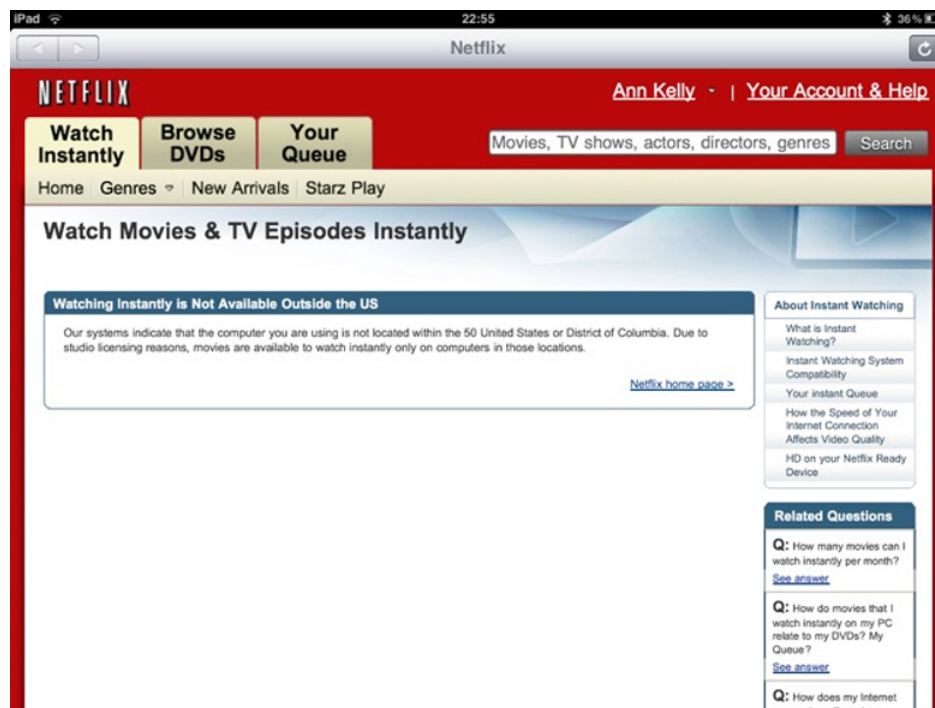 iPad 22:55 36%
Netflix
NETFLIX
Ann Kelly | Your Account & Help
Watch Instantly
Browse DVDs
Your Queue
Movies, TV shows, actors, directors, genres Search
Home Genres New Arrivals Starz Play
Watch Movies & TV Episodes Instantly
Watching Instantly is Not Available Outside the US
Our systems indicate that the computer you are using is not located within the 50 United States or District of Columbia. Due to
studio licensing reasons, movies are available to watch instantly only on computers in those locations.
Netflix home page >
About Instant Watching
What is Instant
Watching?
Instant Watching System
Compatibility
Your instant Queue
How the Speed of Your
Internet Connection
Affects Video Quality
HD on your Netflix Ready
Device
Related Questions
Q: How many movies can I
watch instantly per month?
See answer
Q: How do movies that I
watch instantly on my PC
relate to my DVDs? My
Queue?
See answer
Q: How does my Internet